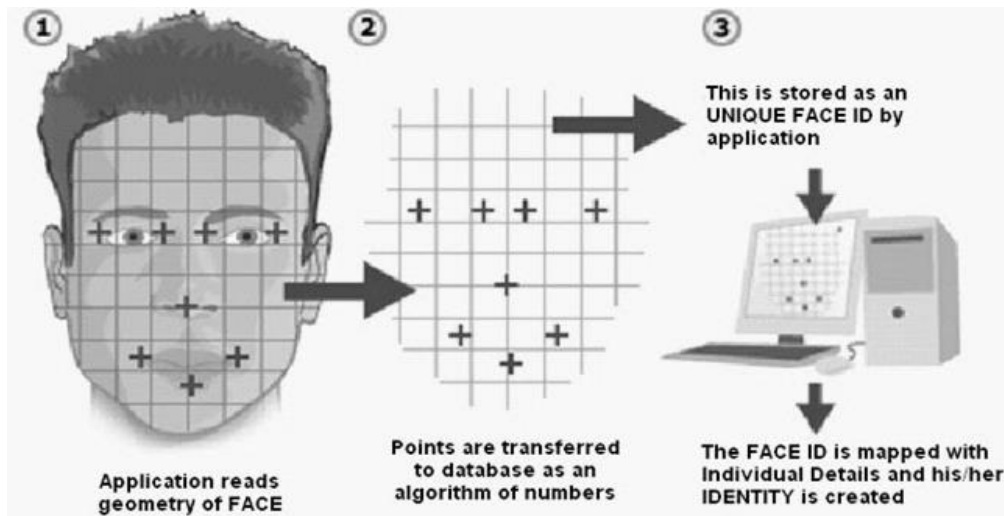 1
2
3
This is stored as an
UNIQUE FACE ID by
application
Application reads
geometry of FACE
Points are transferred
to database as an
algorithm of numbers
The FACE ID is mapped with
Individual Details and his/her
IDENTITY is created